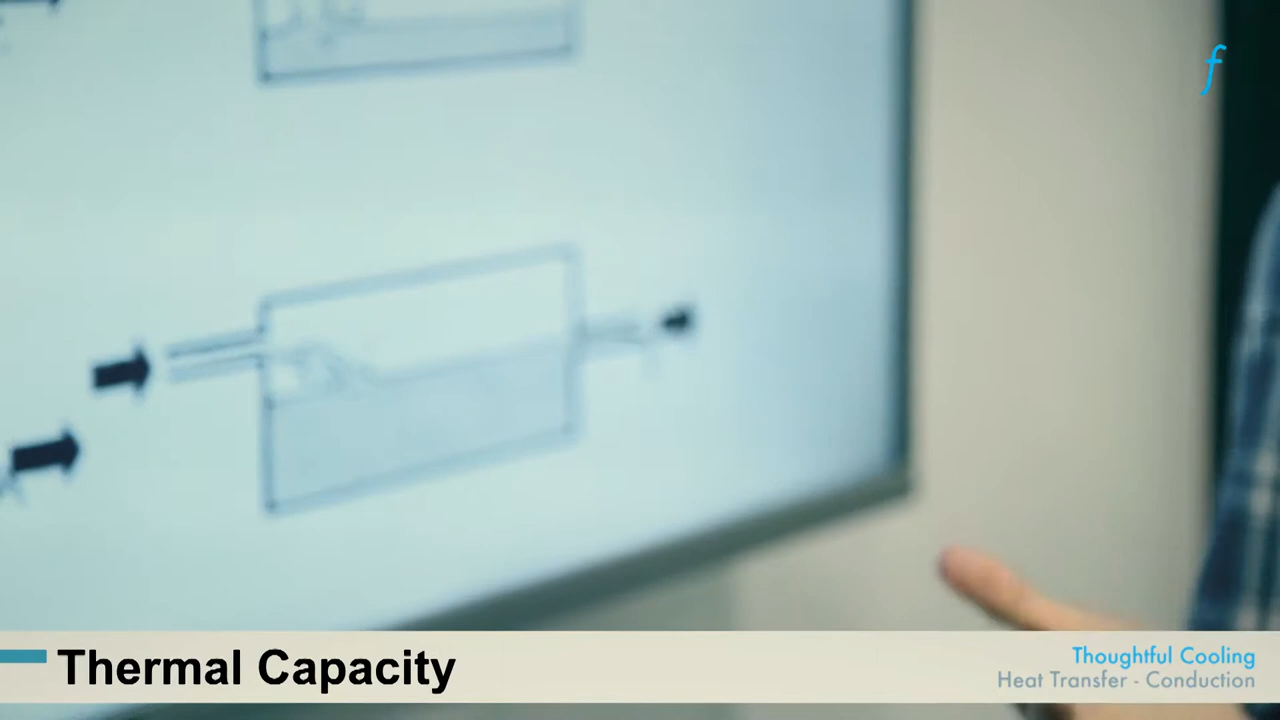 f
Thermal Capacity
Thoughtful Cooling
Heat Transfer - Conduction